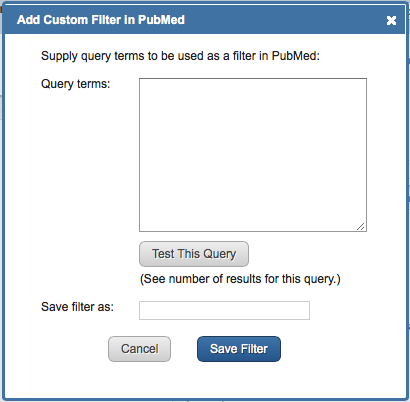 Add Custom Filter in PubMed
Supply query terms to be used as a filter in PubMed:
Query terms:
Test This Query
(See number of results for this query.)
Save filter as:
Cancel Save Filter